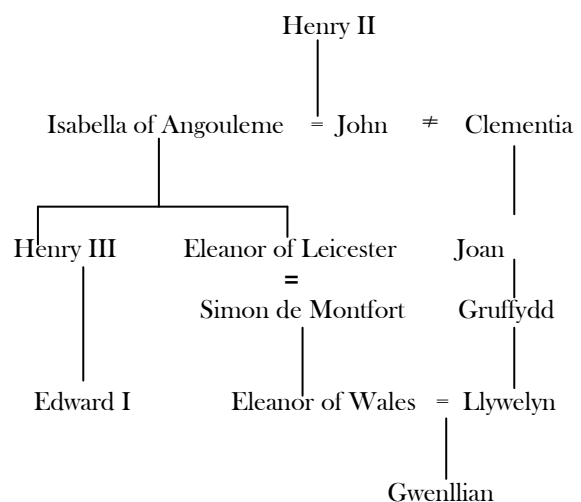 Henry II
Isabella of Angouleme = John ≠ Clementia
Henry III Eleanor of Leicester Joan
=
Simon de Montfort Gruffydd
Edward I Eleanor of Wales = Llywelyn
Gwenllian